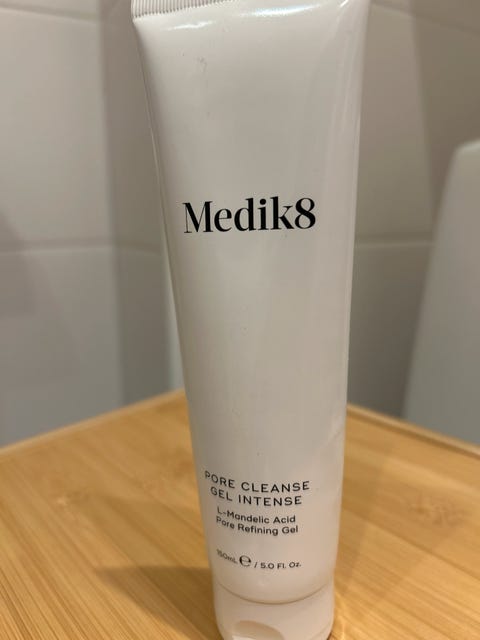 Medik8
PORE CLEANSE
GEL INTENSE
L-Mandelic Acid
Pore Refining Gel
150mL ℮ / 5.0 Fl. Oz.